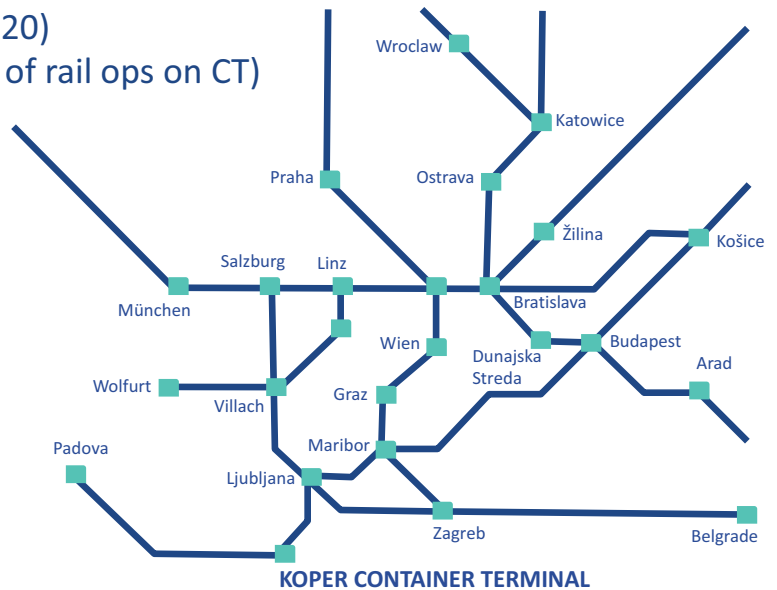 20)
of rail ops on CT)
Wroclaw
Katowice
Praha
Ostrava
Žilina
Košice
Salzburg
Linz
München
Bratislava
Wien
Dunajska
Streda
Budapest
Arad
Wolfurt
Villach
Graz
Padova
Maribor
Ljubljana
Zagreb
Belgrade
KOPER CONTAINER TERMINAL